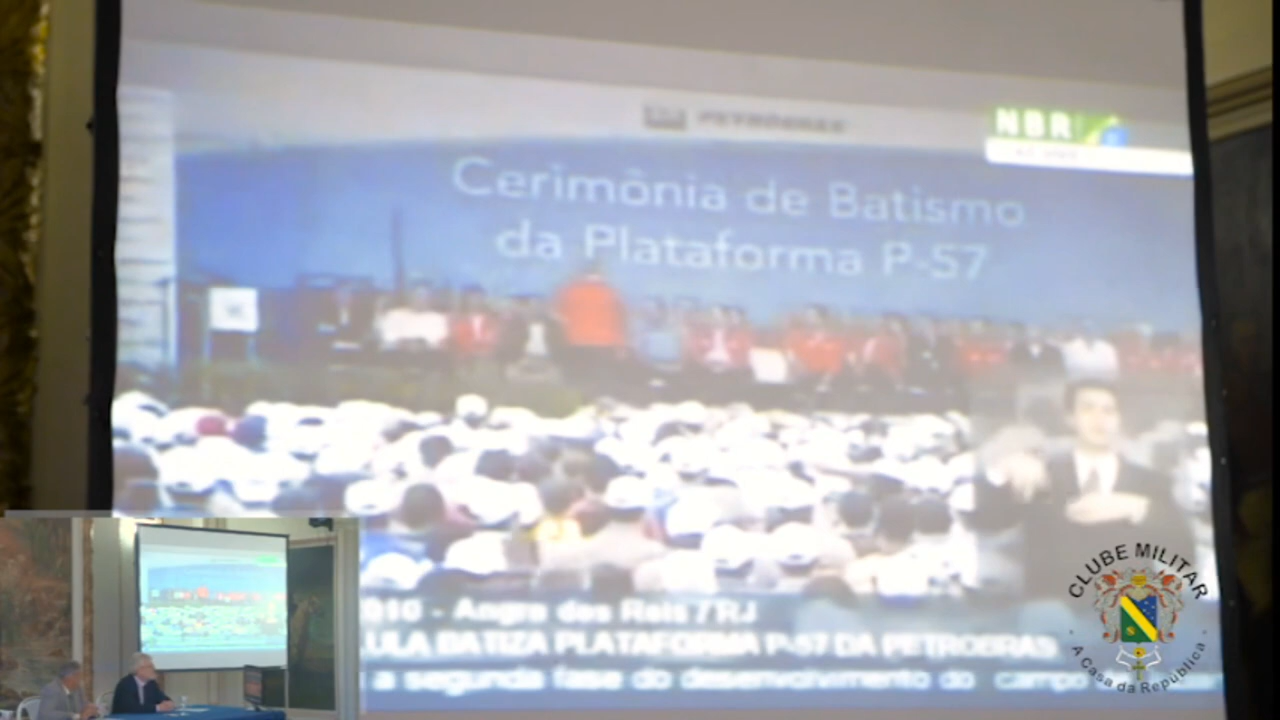 PETROBRAS
NBR
Cerimônia de Batismo
da Plataforma P-57
2010 - Angra dos Reis / RJ
LULA BATIZA PLATAFORMA P-57 DA PETROBRAS
a segunda fase do desenvolvimento do campo
CLUBE MILITAR
A Casa da República